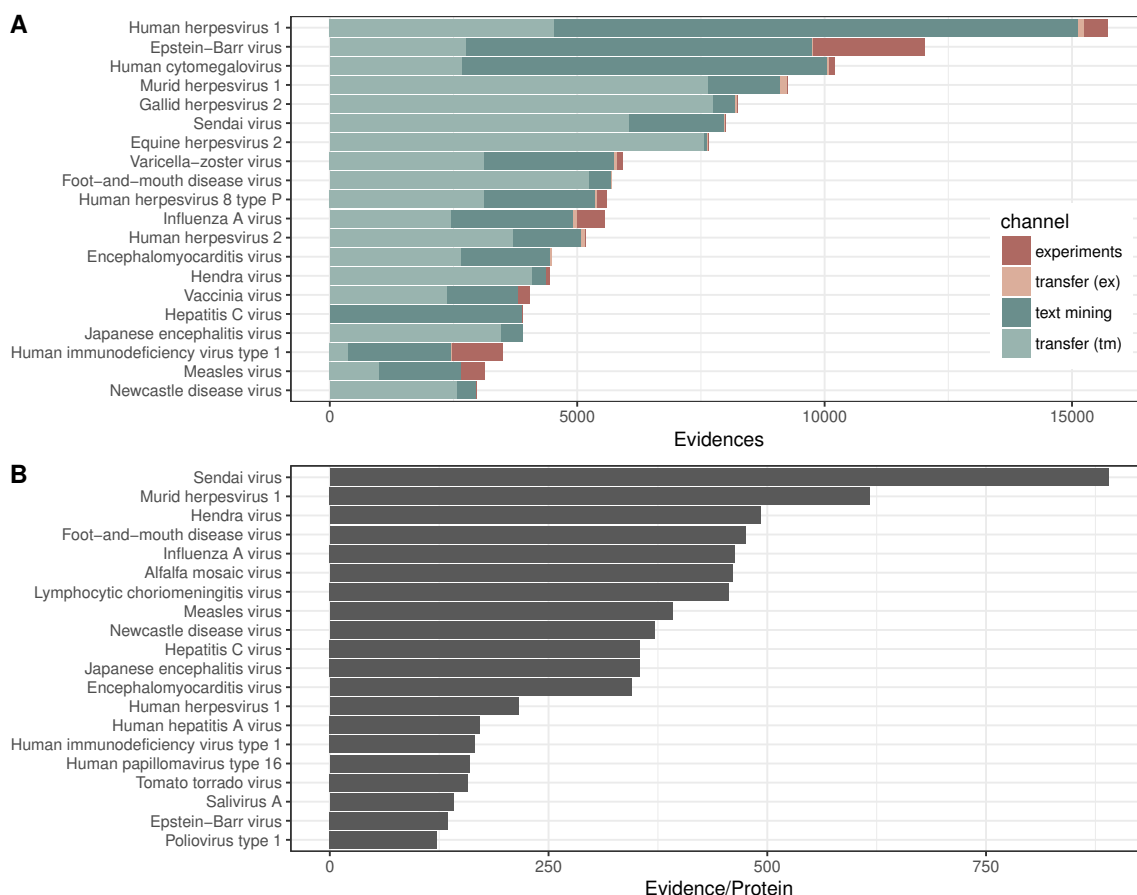 A
Human herpesvirus 1
Epstein−Barr virus
Human cytomegalovirus
Murid herpesvirus 1
Gallid herpesvirus 2
Sendai virus
Equine herpesvirus 2
Varicella−zoster virus
Foot−and−mouth disease virus
Human herpesvirus 8 type P
Influenza A virus
Human herpesvirus 2
Encephalomyocarditis virus
Hendra virus
Vaccinia virus
Hepatitis C virus
Japanese encephalitis virus
Human immunodeficiency virus type 1
Measles virus
Newcastle disease virus
0 5000 10000 15000
Evidences
channel
experiments
transfer (ex)
text mining
transfer (tm)
B
Sendai virus
Murid herpesvirus 1
Hendra virus
Foot−and−mouth disease virus
Influenza A virus
Alfalfa mosaic virus
Lymphocytic choriomeningitis virus
Measles virus
Newcastle disease virus
Hepatitis C virus
Japanese encephalitis virus
Encephalomyocarditis virus
Human herpesvirus 1
Human hepatitis A virus
Human immunodeficiency virus type 1
Human papillomavirus type 16
Tomato torrado virus
Salivirus A
Epstein−Barr virus
Poliovirus type 1
0 250 500 750
Evidence/Protein